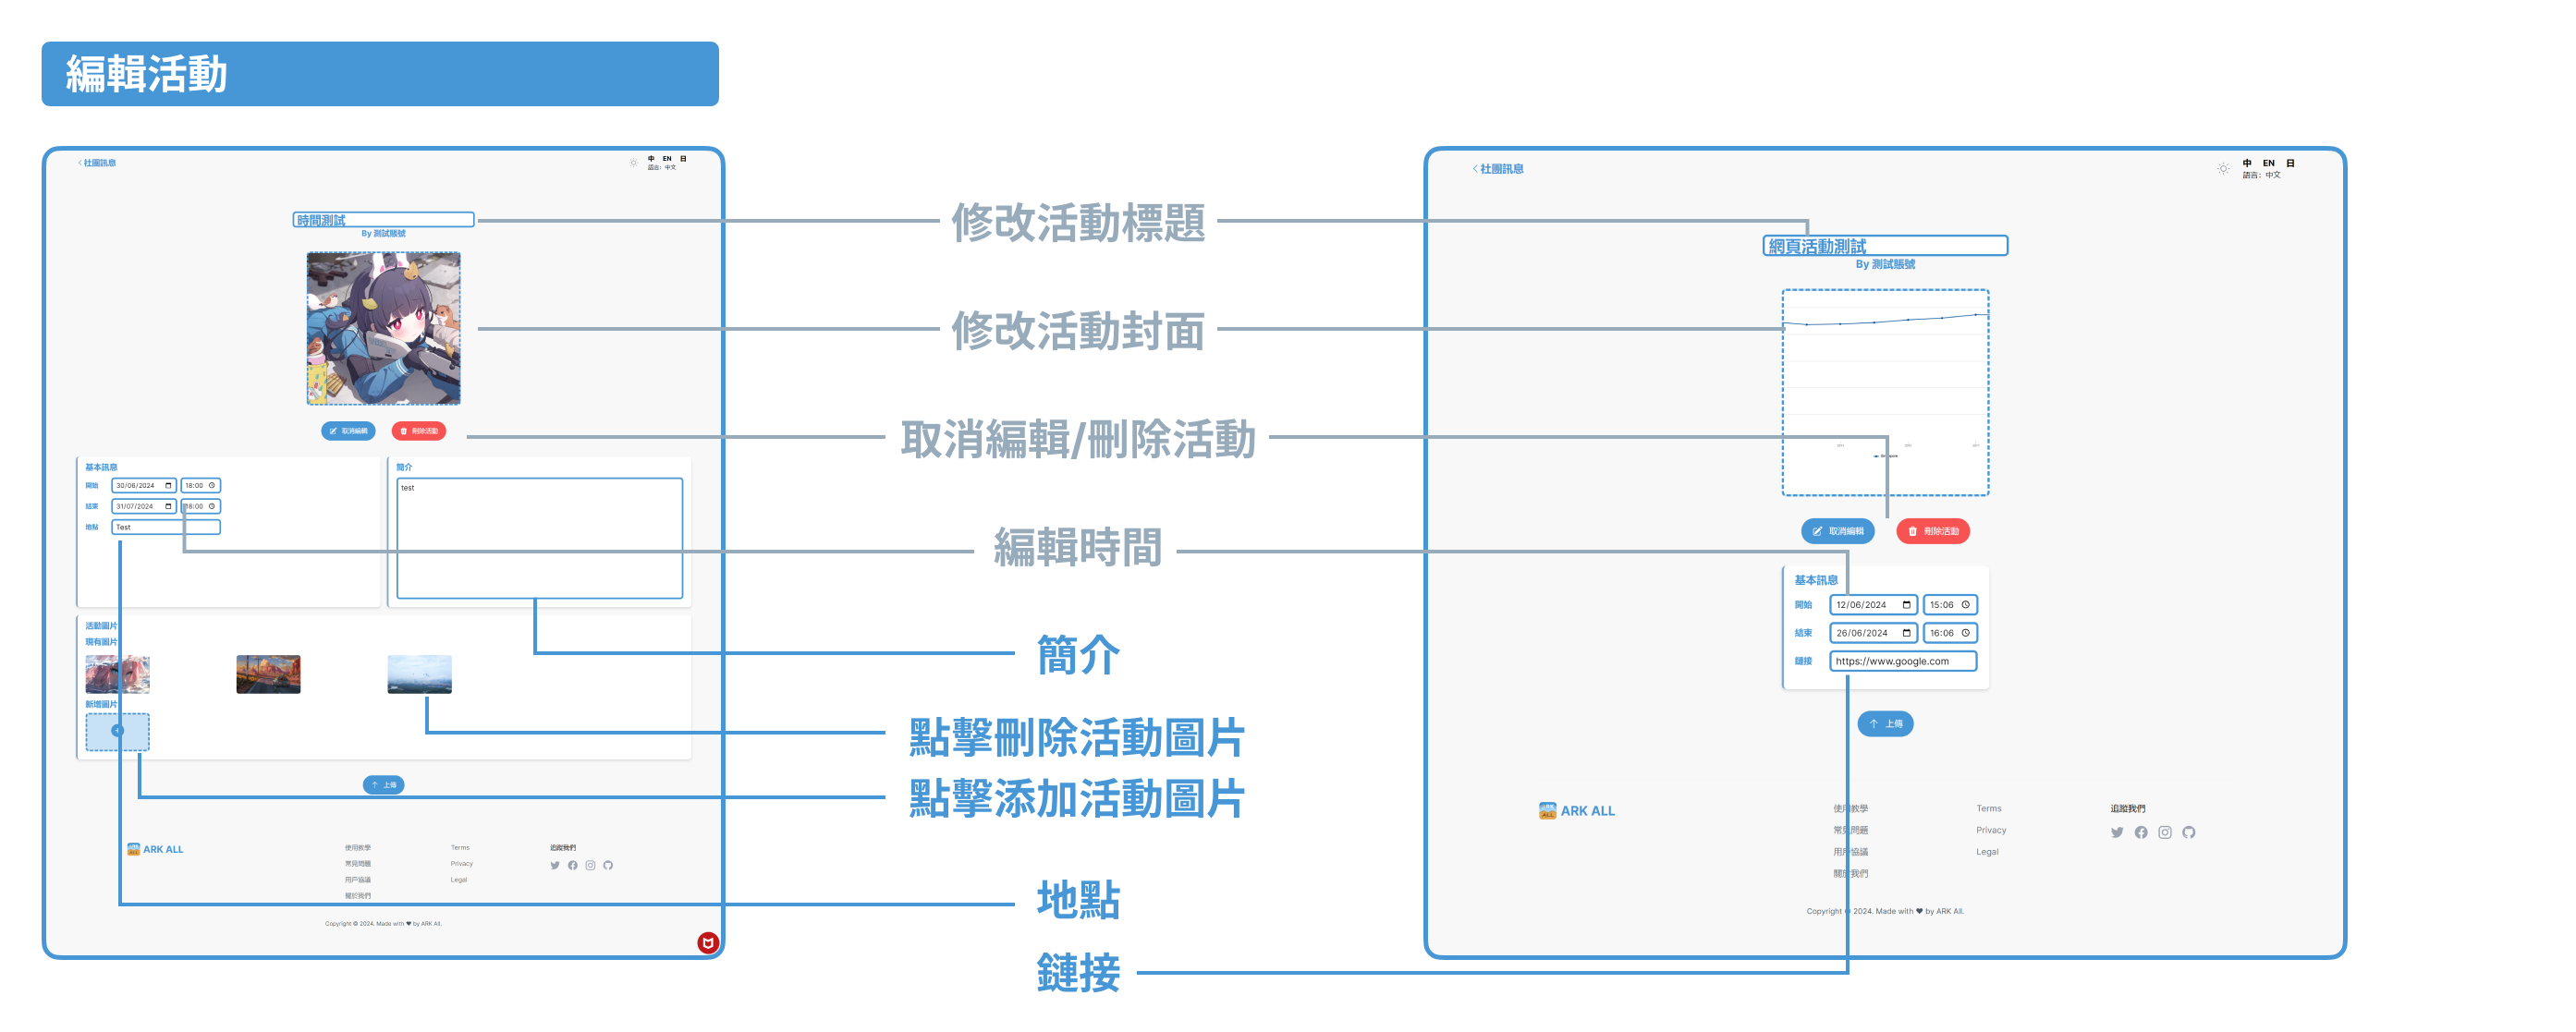 編輯活動
社團訊息
中 EN 日
語言: 中文
時間測試
By 測試賬號
取消編輯
刪除活動
基本訊息
開始 30/06/2024 18:00
結束 31/07/2024 18:00
地點 Test
簡介
test
活動圖片
現有圖片
新增圖片
上傳
ARK ALL
使用教學
常見問題
用戶協議
關於我們
Terms
Privacy
Legal
追蹤我們
Copyright © 2024. Made with ❤ by ARK All.
修改活動標題
修改活動封面
取消編輯/刪除活動
編輯時間
簡介
點擊刪除活動圖片
點擊添加活動圖片
地點
鏈接
社團訊息
中 EN 日
語言: 中文
網頁活動測試
By 測試賬號
取消編輯
刪除活動
基本訊息
開始 12/06/2024 15:06
結束 26/06/2024 16:06
鏈接 https://www.google.com
上傳
ARK ALL
使用教學
常見問題
用戶協議
關於我們
Terms
Privacy
Legal
追蹤我們
Copyright © 2024. Made with ❤ by ARK All.